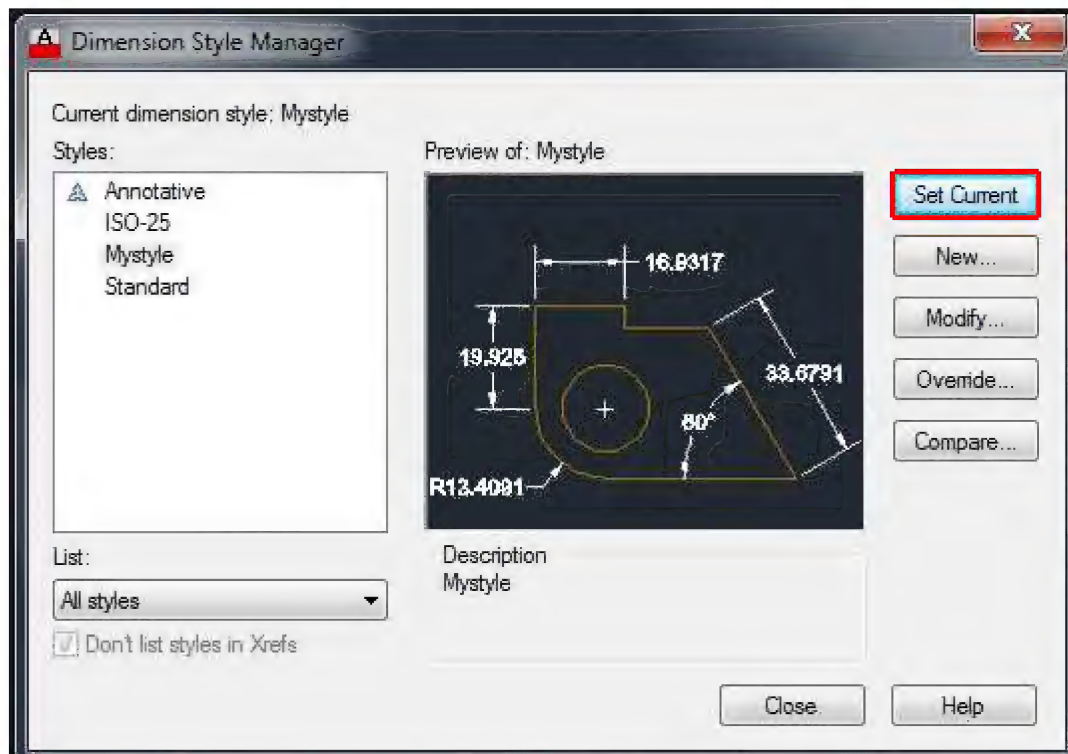 Dimension Style Manager
Current dimension style: Mystyle
Styles:
Annotative
ISO-25
Mystyle
Standard
Preview of: Mystyle
16.9317
19.925
33.6791
60°
R13.4091
Set Current
New...
Modify...
Override...
Compare...
List:
All styles
Don't list styles in Xrefs
Description
Mystyle
Close
Help